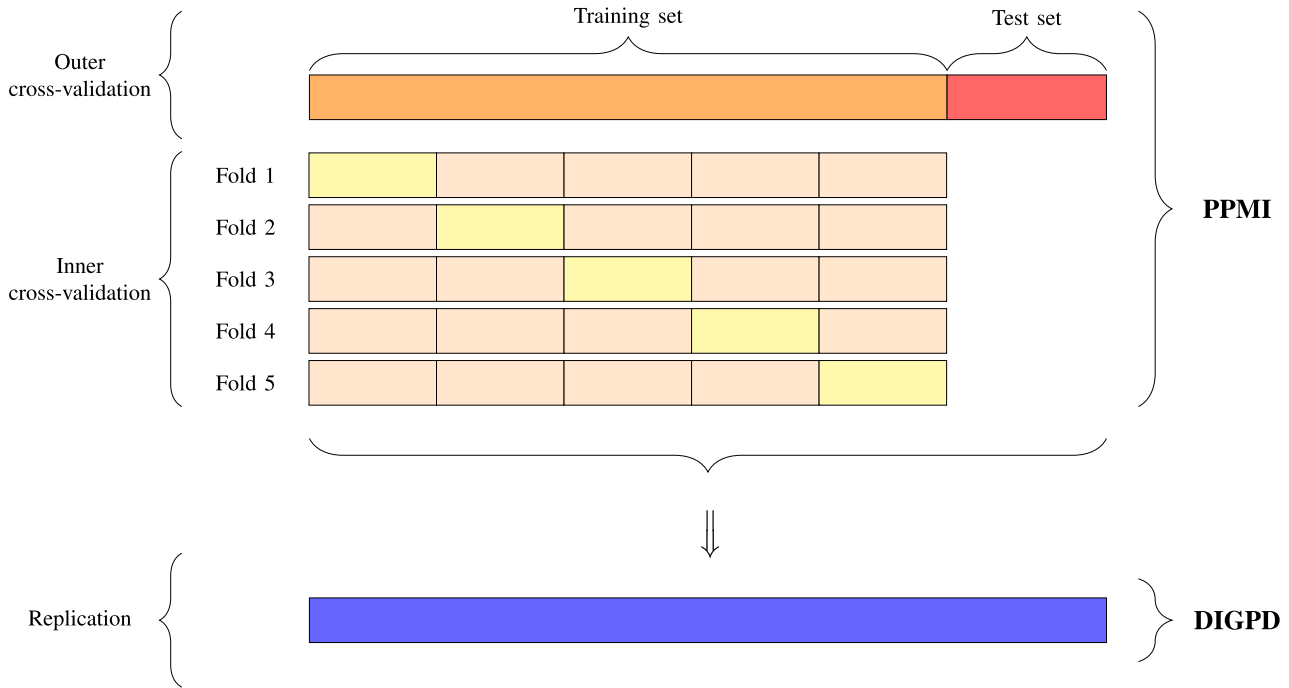 Training set
Test set
Outer
cross-validation
Fold 1
Fold 2
Fold 3
Fold 4
Fold 5
Inner
cross-validation
PPMI
Replication
DIGPD